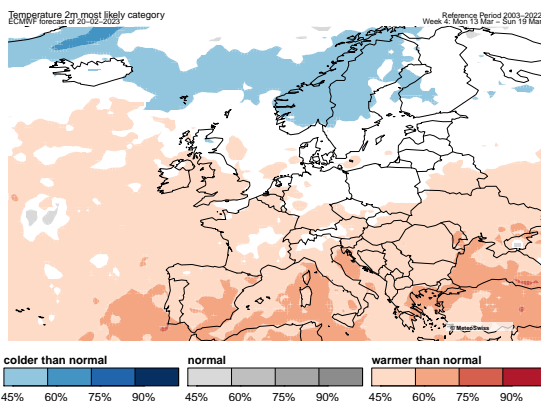 Temperature 2m most likely category
ECMWF forecast of 20-02-2023
Reference Period 2003-2022
Week 4: Mon 13 Mar - Sun 19 Mar
© MeteoSwiss
colder than normal
normal
warmer than normal
45% 60% 75% 90% 45% 60% 75% 90% 45% 60% 75% 90%